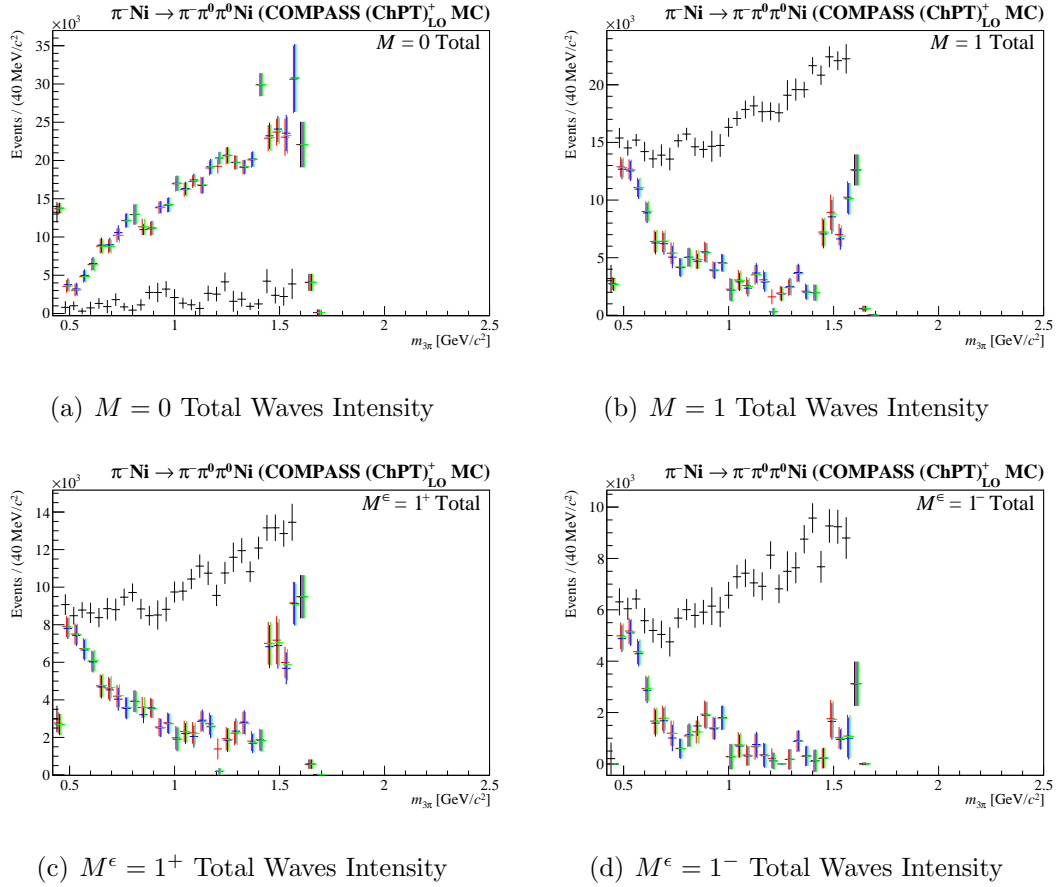 π⁻Ni → π⁻π⁰π⁰Ni (COMPASS (ChPT)⁺LO MC)
×10³
M = 0 Total
Events / (40 MeV/c²)
35
30
25
20
15
10
5
0
0.5 1 1.5 2 2.5
m3π [GeV/c²]
(a) M = 0 Total Waves Intensity
π⁻Ni → π⁻π⁰π⁰Ni (COMPASS (ChPT)⁺LO MC)
×10³
M = 1 Total
Events / (40 MeV/c²)
20
15
10
5
0
0.5 1 1.5 2 2.5
m3π [GeV/c²]
(b) M = 1 Total Waves Intensity
π⁻Ni → π⁻π⁰π⁰Ni (COMPASS (ChPT)⁺LO MC)
×10³
M^ϵ = 1⁺ Total
Events / (40 MeV/c²)
14
12
10
8
6
4
2
0
0.5 1 1.5 2 2.5
m3π [GeV/c²]
(c) M^ϵ = 1⁺ Total Waves Intensity
π⁻Ni → π⁻π⁰π⁰Ni (COMPASS (ChPT)⁺LO MC)
×10³
M^ϵ = 1⁻ Total
Events / (40 MeV/c²)
10
8
6
4
2
0
0.5 1 1.5 2 2.5
m3π [GeV/c²]
(d) M^ϵ = 1⁻ Total Waves Intensity